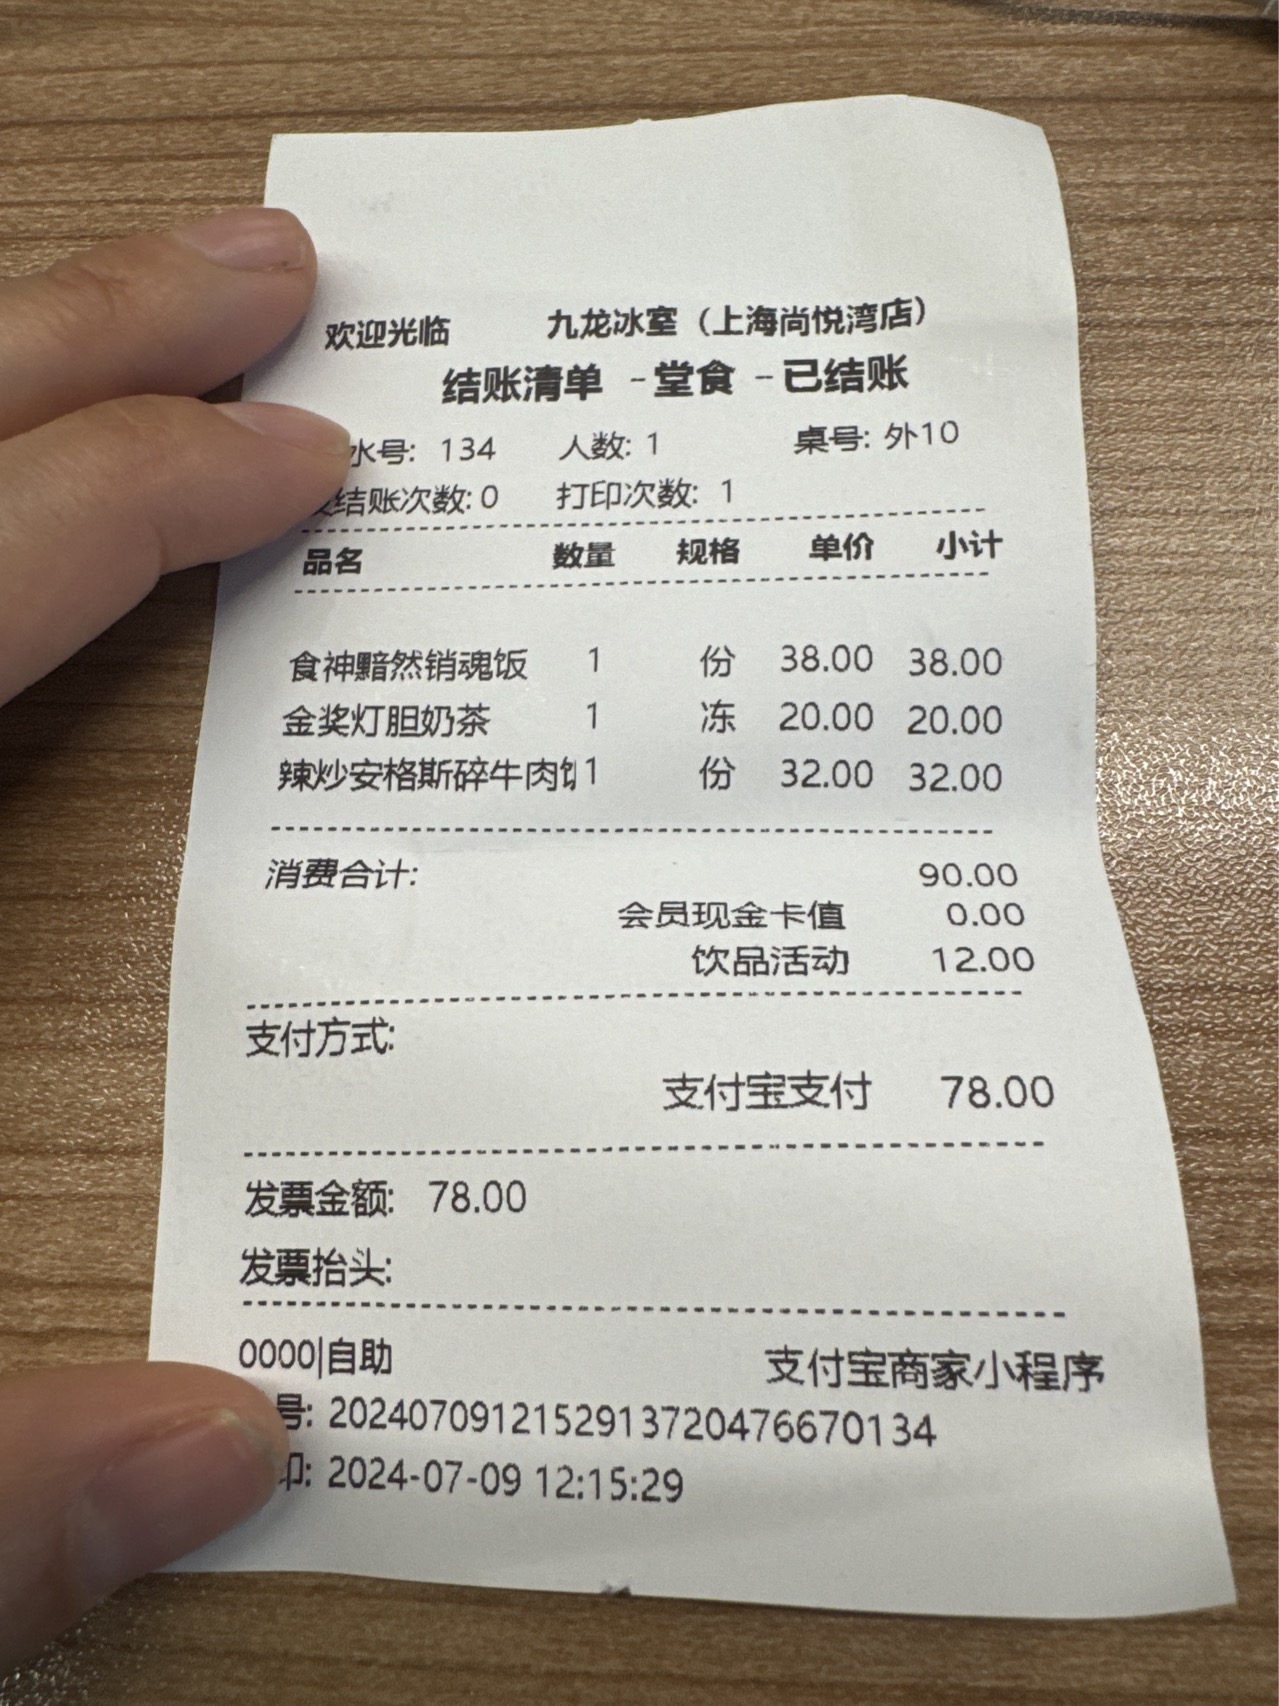 欢迎光临 九龙冰室（上海尚悦湾店）
结账清单 -堂食 -已结账
水号: 134 人数: 1 桌号: 外10
结账次数: 0 打印次数: 1
品名 数量 规格 单价 小计
食神黯然销魂饭 1 份 38.00 38.00
金奖灯胆奶茶 1 冻 20.00 20.00
辣炒安格斯碎牛肉 1 份 32.00 32.00
消费合计: 90.00
会员现金卡值 0.00
饮品活动 12.00
支付方式:
支付宝支付 78.00
发票金额: 78.00
发票抬头:
0000|自助 支付宝商家小程序
号: 2024070912152913720476670134
印: 2024-07-09 12:15:29